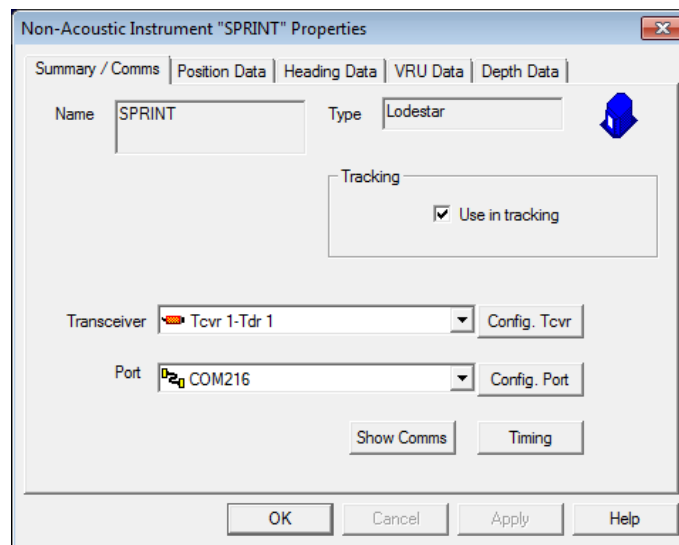 Non-Acoustic Instrument "SPRINT" Properties
Summary / Comms Position Data Heading Data VRU Data Depth Data
Name SPRINT Type Lodestar
Tracking
Use in tracking
Transceiver Tcvr 1-Tdr 1 Config. Tcvr
Port COM216 Config. Port
Show Comms Timing
OK Cancel Apply Help